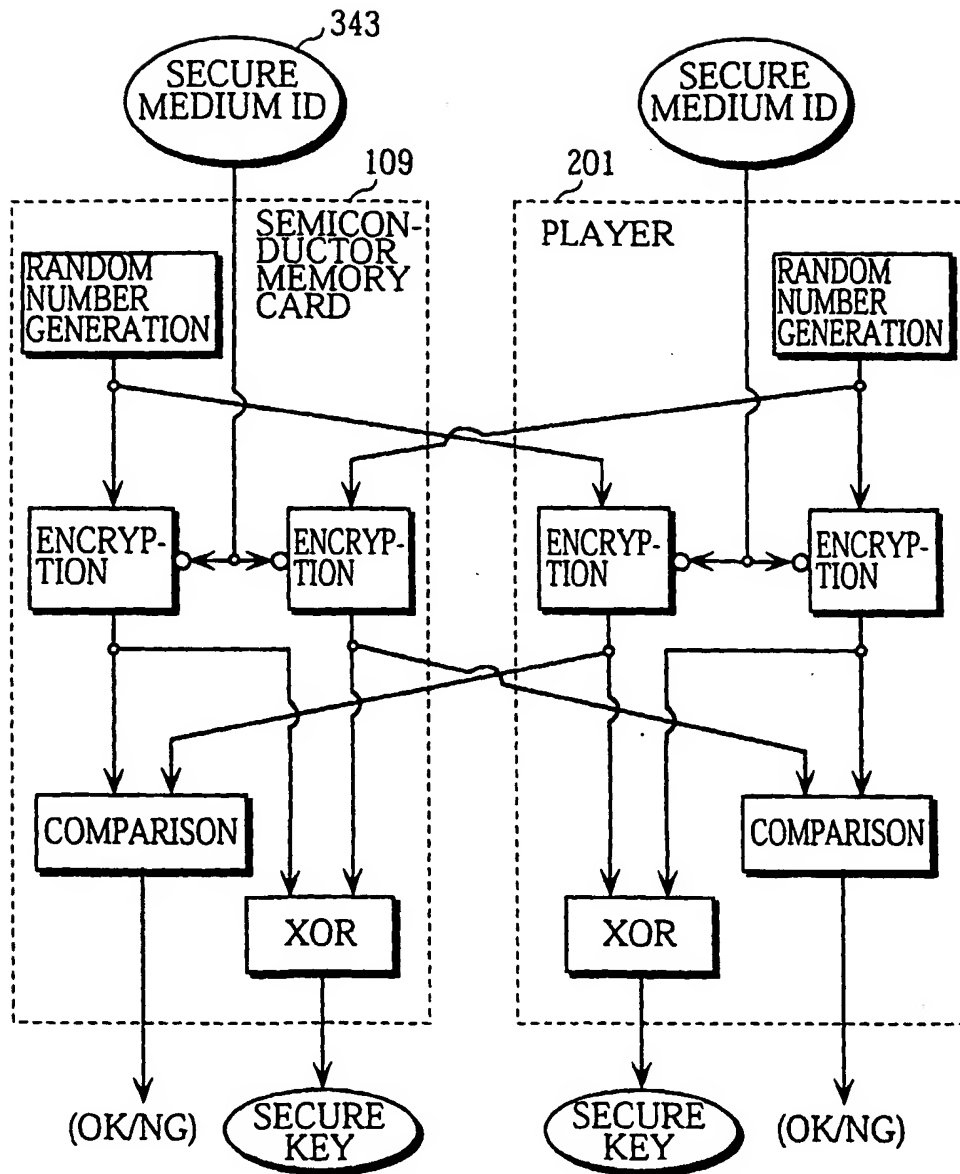 343
SECURE
MEDIUM ID
SECURE
MEDIUM ID
109
201
SEMICON-
DUCTOR
MEMORY
CARD
PLAYER
RANDOM
NUMBER
GENERATION
RANDOM
NUMBER
GENERATION
ENCRYP-
TION
ENCRYP-
TION
ENCRYP-
TION
ENCRYP-
TION
COMPARISON
COMPARISON
XOR
XOR
(OK/NG)
SECURE
KEY
SECURE
KEY
(OK/NG)